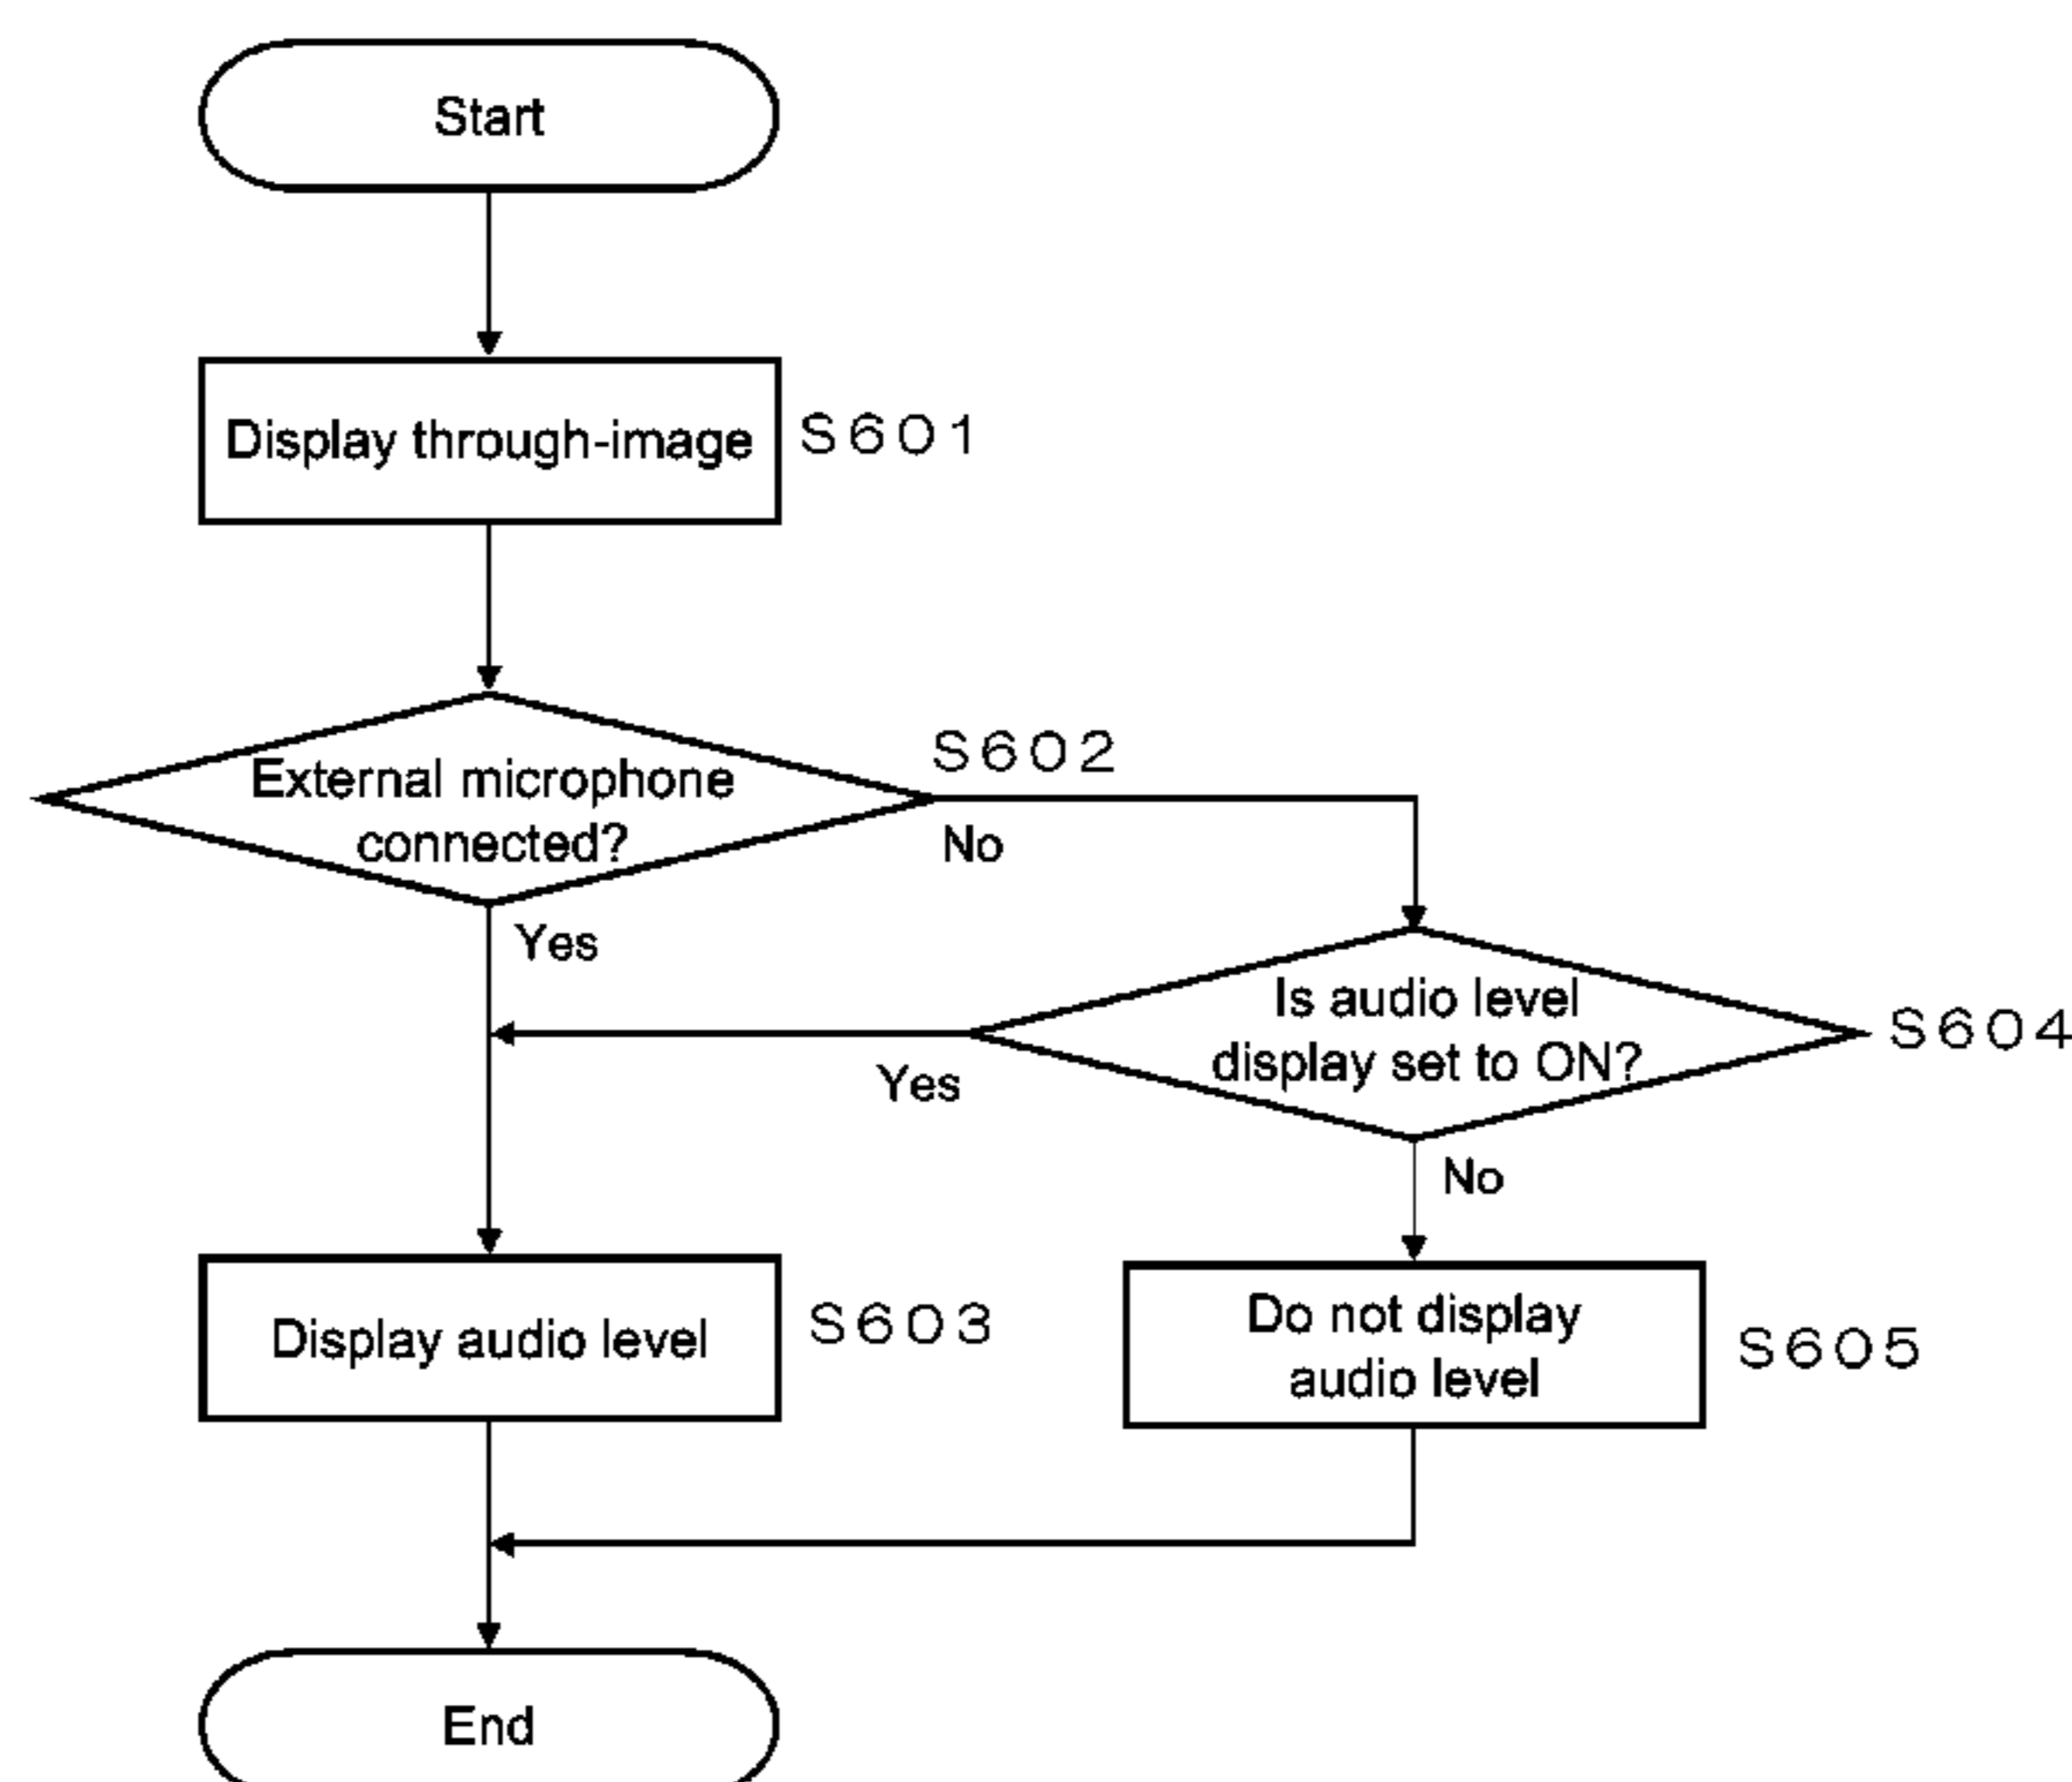 Start
Display through-image
S601
External microphone
connected?
S602
No
Yes
Is audio level
display set to ON?
S604
Yes
No
Display audio level
S603
Do not display
audio level
S605
End